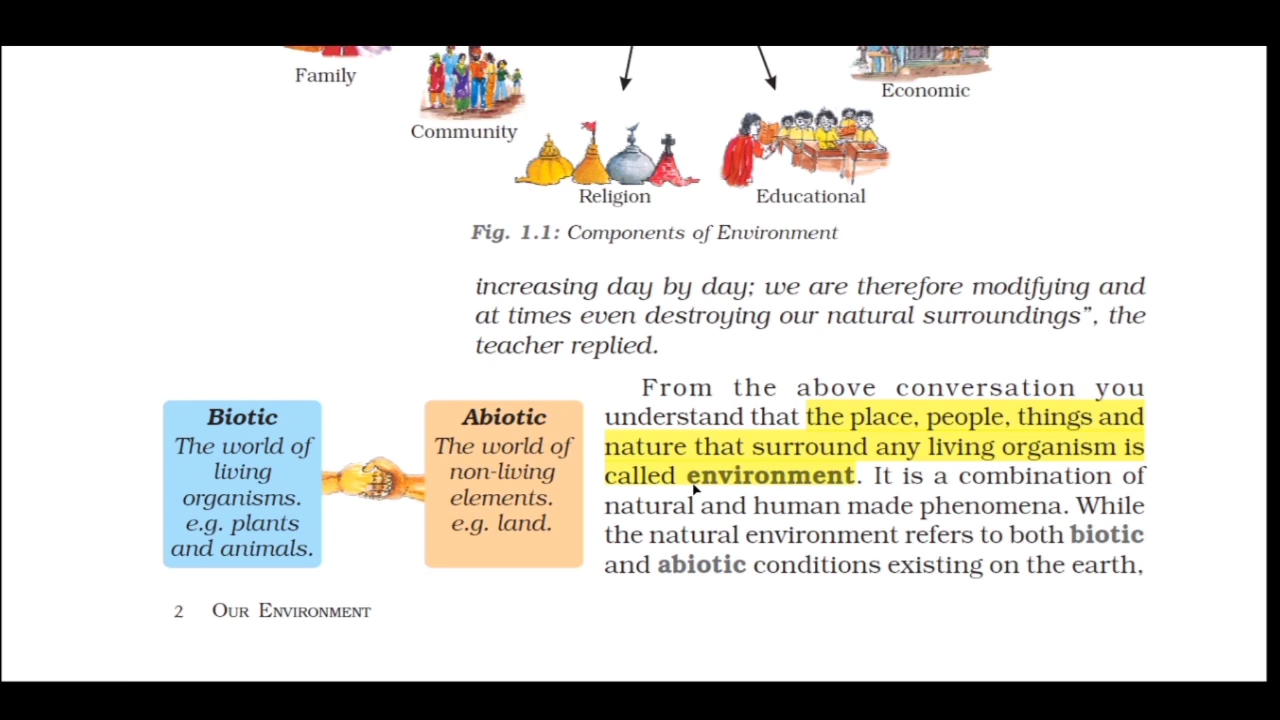 Family
Economic
Community
Religion
Educational
Fig. 1.1: Components of Environment
increasing day by day; we are therefore modifying and
at times even destroying our natural surroundings”, the
teacher replied.
From the above conversation you
understand that the place, people, things and
nature that surround any living organism is
called environment. It is a combination of
natural and human made phenomena. While
the natural environment refers to both biotic
and abiotic conditions existing on the earth,
Biotic
The world of
living
organisms.
e.g. plants
and animals.
Abiotic
The world of
non-living
elements.
e.g. land.
2 Our Environment